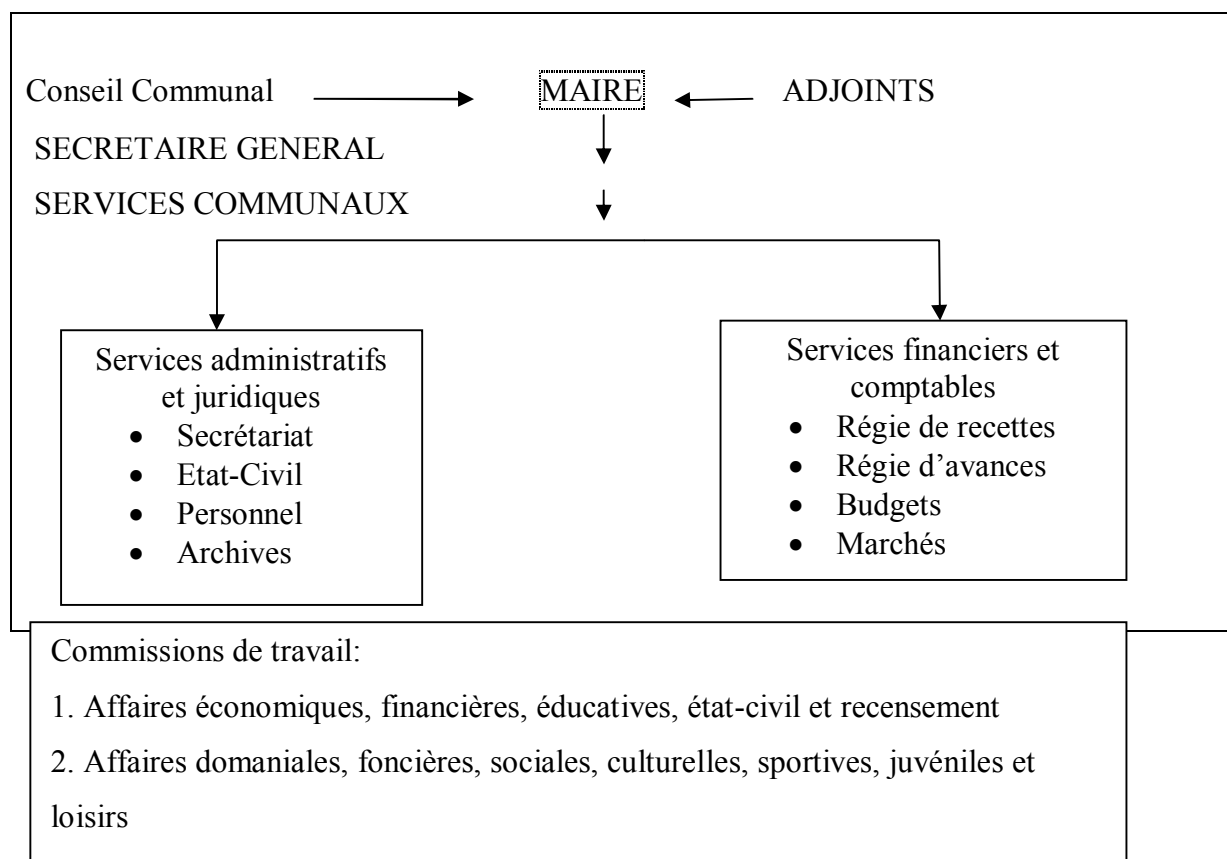 Conseil Communal MAIRE ADJOINTS
SECRETAIRE GENERAL
SERVICES COMMUNAUX
Services administratifs
et juridiques
• Secrétariat
• Etat-Civil
• Personnel
• Archives
Services financiers et
comptables
• Régie de recettes
• Régie d’avances
• Budgets
• Marchés
Commissions de travail:
1. Affaires économiques, financières, éducatives, état-civil et recensement
2. Affaires domaniales, foncières, sociales, culturelles, sportives, juvéniles et
loisirs